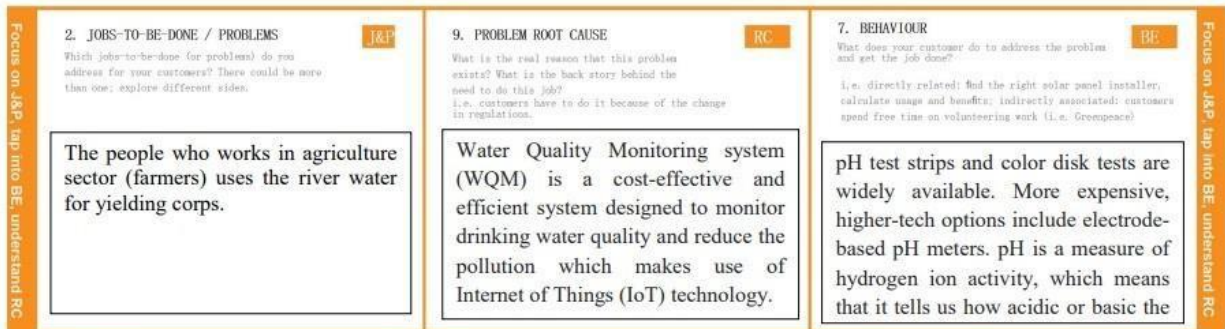 Focus on J&P, tap into BE, understand RC
2. JOBS-TO-BE-DONE / PROBLEMS
J&P
Which jobs-to-be-done (or problems) do you
address for your customers? There could be more
than one; explore different sides.
The people who works in agriculture
sector (farmers) uses the river water
for yielding corps.
9. PROBLEM ROOT CAUSE
RC
What is the real reason that this problem
exists? What is the back story behind the
need to do this job?
i.e. customers have to do it because of the change
in regulations.
Water Quality Monitoring system
(WQM) is a cost-effective and
efficient system designed to monitor
drinking water quality and reduce the
pollution which makes use of
Internet of Things (IoT) technology.
7. BEHAVIOUR
BE
What does your customer do to address the problem
and get the job done?
i.e. directly related: find the right solar panel installer,
calculate usage and benefits; indirectly associated: customers
spend free time on volunteering work (i.e. Greenpeace)
pH test strips and color disk tests are
widely available. More expensive,
higher-tech options include electrode-
based pH meters. pH is a measure of
hydrogen ion activity, which means
that it tells us how acidic or basic the
Focus on J&P, tap into BE, understand RC